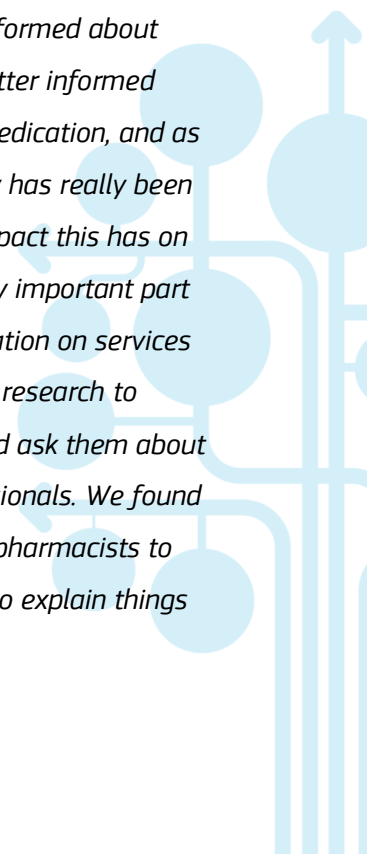 formed about
tter informed
edication, and as
has really been
pact this has on
important part
ation on services
research to
d ask them about
ionals. We found
pharmacists to
o explain things